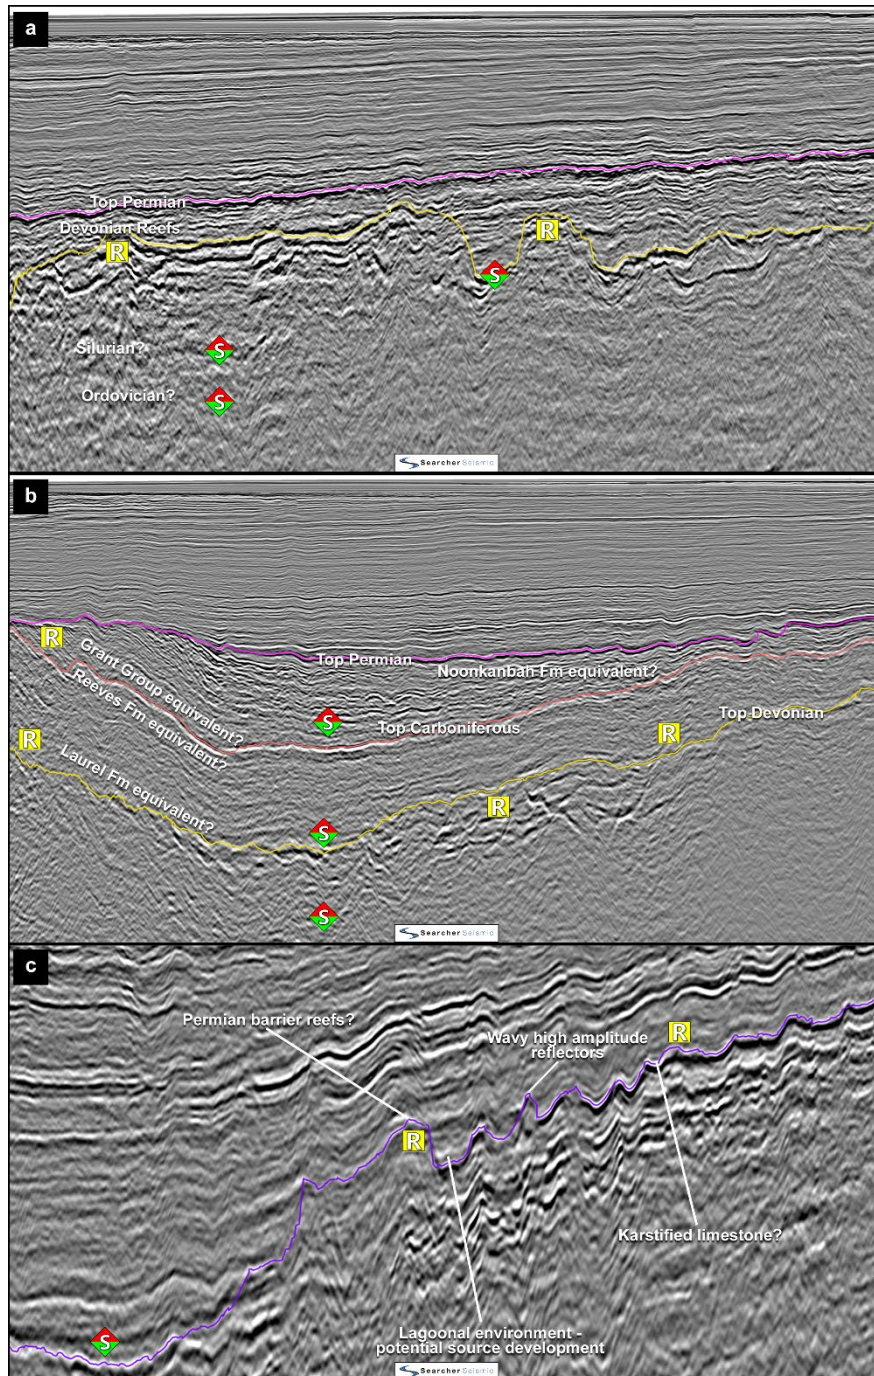 a
Top Permian
Devonian Reefs
R
R
S
Silurian?
S
Ordovician?
S
Searcher Seismic
b
R
Top Permian
Grant Group equivalent?
Noonkanbah Fm equivalent?
Reeves Fm equivalent?
S
Top Carboniferous
Top Devonian
R
R
Laurel Fm equivalent?
R
S
S
Searcher Seismic
c
Permian barrier reefs?
Wavy high amplitude
reflectors
R
R
Karstified limestone?
S
Lagoonal environment -
potential source development
Searcher Seismic